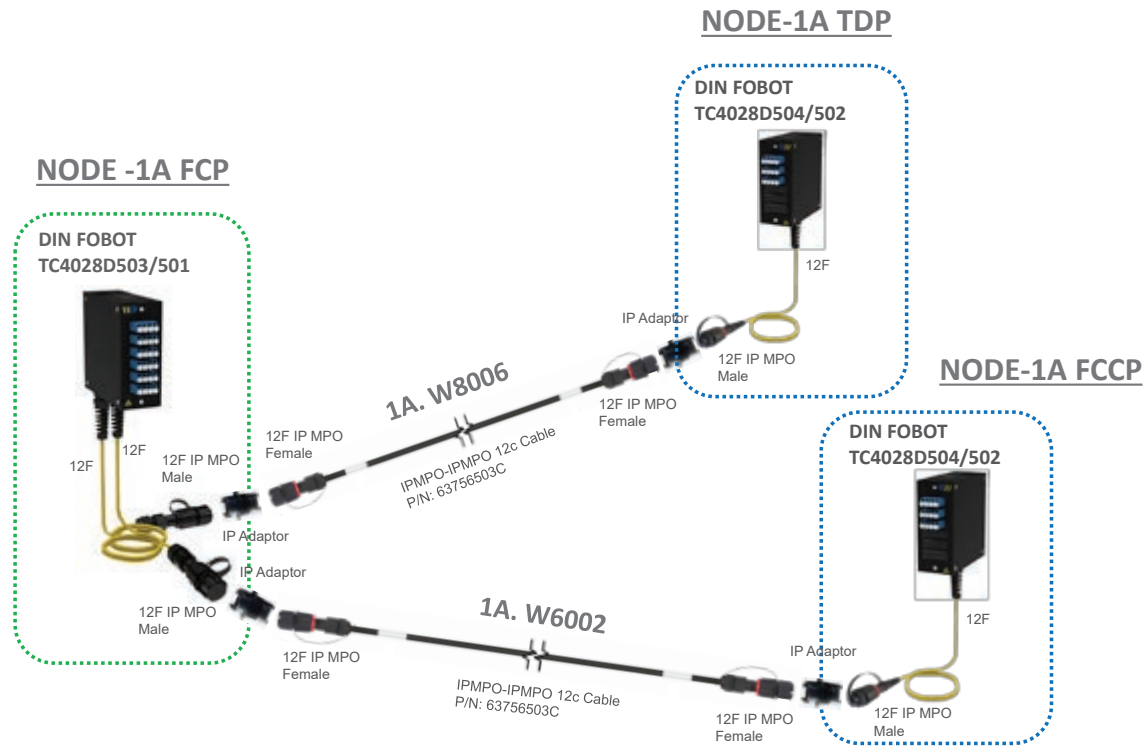 NODE-1A TDP
DIN FOBOT
TC4028D504/502
12F
IP Adaptor
12F IP MPO
Male
12F IP MPO
Female
NODE -1A FCP
DIN FOBOT
TC4028D503/501
12F
12F
12F IP MPO
Male
12F IP MPO
Female
IP Adaptor
1A. W8006
IPMPO-IPMPO 12c Cable
P/N: 63756503C
IP Adaptor
12F IP MPO
Male
12F IP MPO
Female
1A. W6002
IPMPO-IPMPO 12c Cable
P/N: 63756503C
NODE-1A FCCP
DIN FOBOT
TC4028D504/502
12F
IP Adaptor
12F IP MPO
Female
12F IP MPO
Male